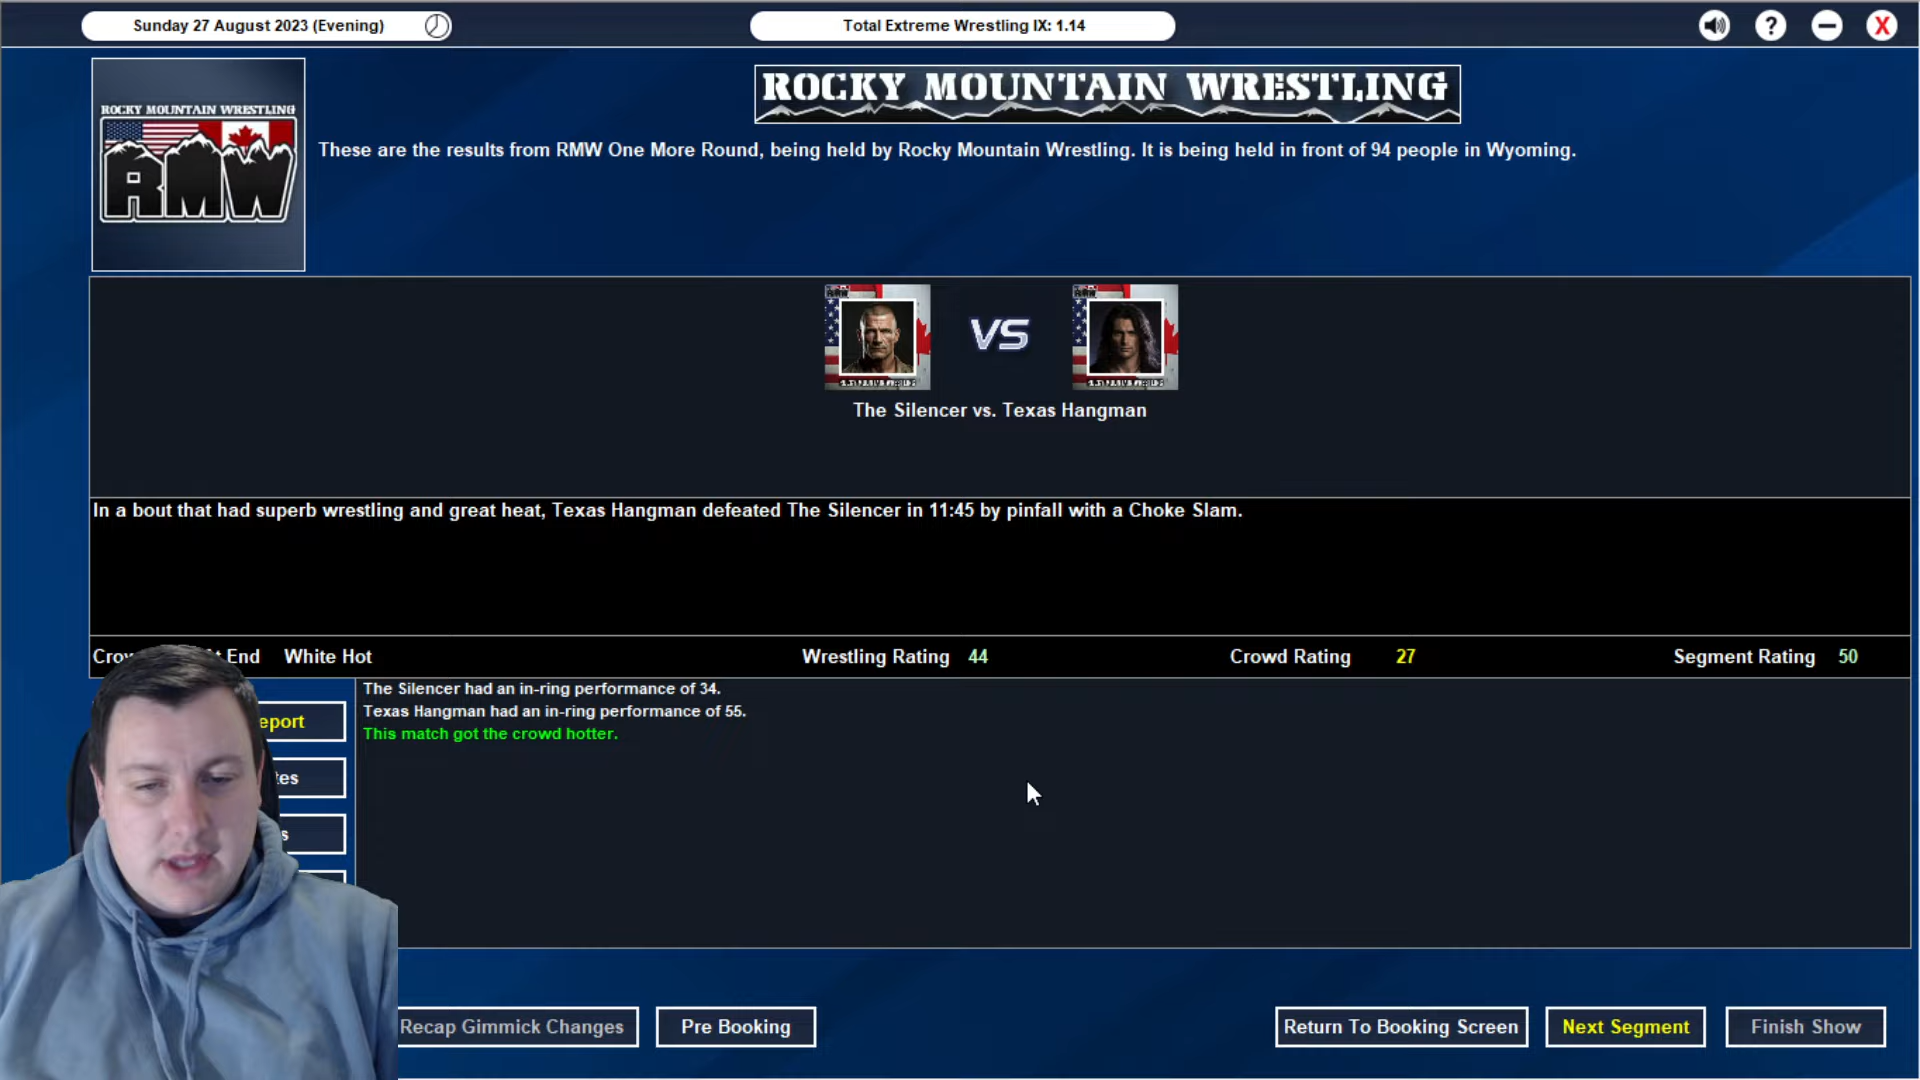 Sunday 27 August 2023 (Evening)
Total Extreme Wrestling IX: 1.14
?
X
ROCKY MOUNTAIN WRESTLING
RMW
ROCKY MOUNTAIN WRESTLING
These are the results from RMW One More Round, being held by Rocky Mountain Wrestling. It is being held in front of 94 people in Wyoming.
VS
The Silencer vs. Texas Hangman
In a bout that had superb wrestling and great heat, Texas Hangman defeated The Silencer in 11:45 by pinfall with a Choke Slam.
End White Hot Wrestling Rating 44 Crowd Rating 27 Segment Rating 50
The Silencer had an in-ring performance of 34.
Texas Hangman had an in-ring performance of 55.
This match got the crowd hotter.
Recap Gimmick Changes
Pre Booking
Return To Booking Screen
Next Segment
Finish Show